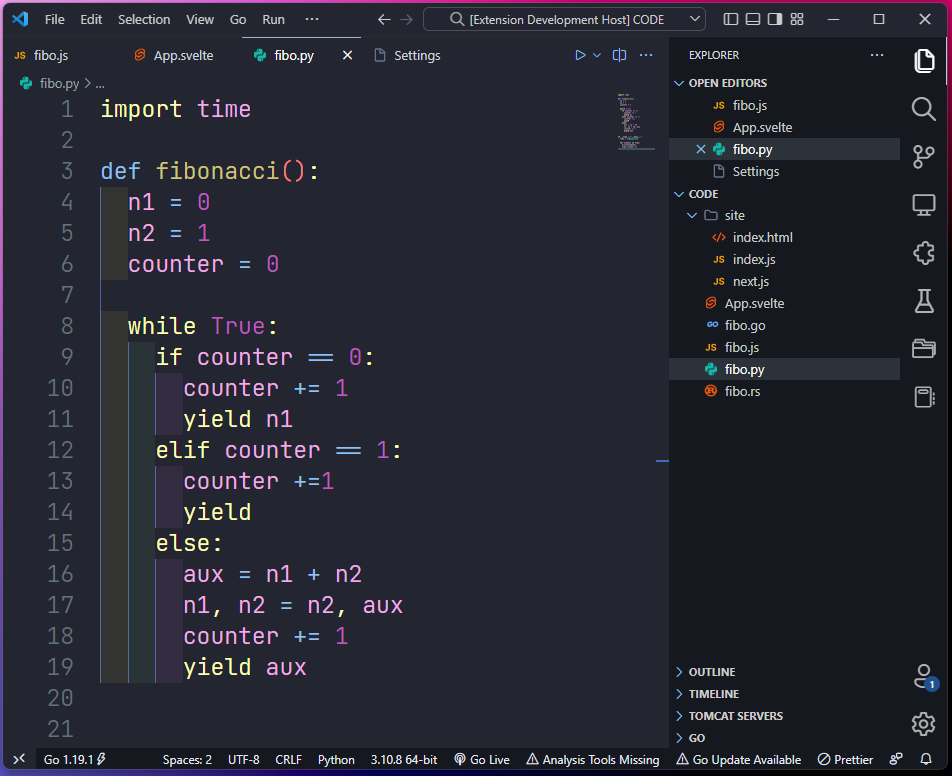 File Edit Selection View Go Run ··· [Extension Development Host] CODE
JS fibo.js App.svelte fibo.py Settings
EXPLORER
fibo.py > ...
OPEN EDITORS
JS fibo.js
App.svelte
fibo.py
Settings
CODE
site
index.html
JS index.js
JS next.js
App.svelte
GO fibo.go
JS fibo.js
fibo.py
fibo.rs
OUTLINE
TIMELINE
TOMCAT SERVERS
GO
1
1 import time
2
3 def fibonacci():
4 n1 = 0
5 n2 = 1
6 counter = 0
7
8 while True:
9 if counter == 0:
10 counter += 1
11 yield n1
12 elif counter == 1:
13 counter +=1
14 yield
15 else:
16 aux = n1 + n2
17 n1, n2 = n2, aux
18 counter += 1
19 yield aux
20
21
Go 1.19.1 Spaces: 2 UTF-8 CRLF Python 3.10.8 64-bit Go Live Analysis Tools Missing Go Update Available Prettier